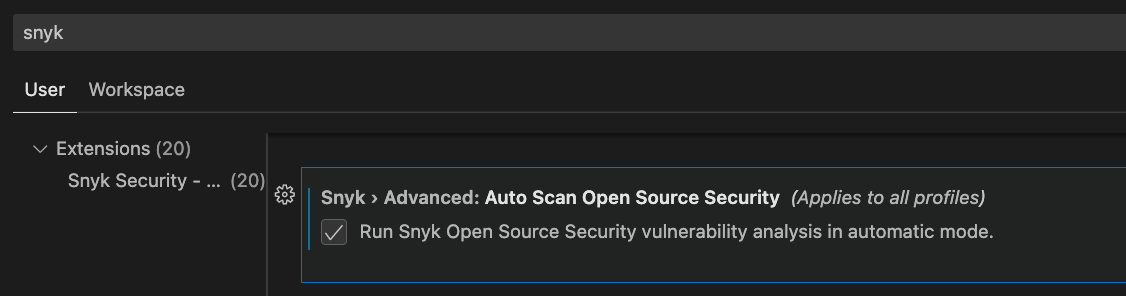 snyk
User Workspace
Extensions (20)
Snyk Security - ... (20)
Snyk › Advanced: Auto Scan Open Source Security (Applies to all profiles)
Run Snyk Open Source Security vulnerability analysis in automatic mode.